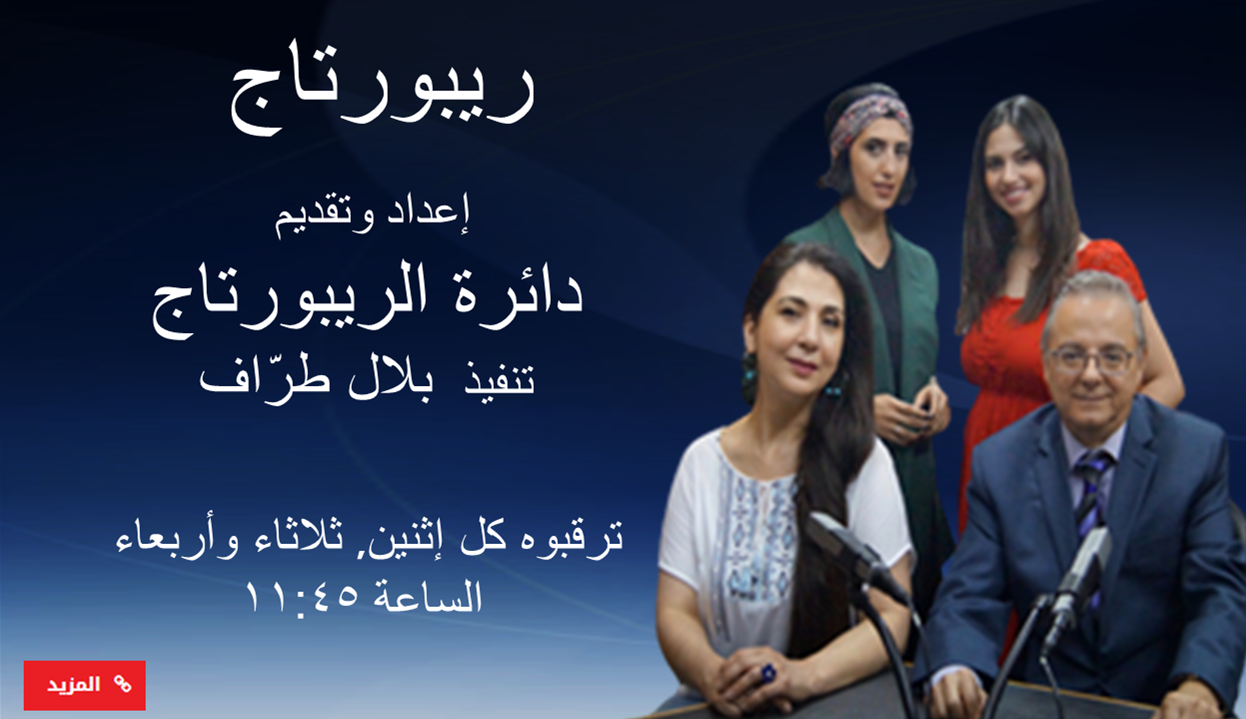 ريبورتاج
إعداد وتقديم
دائرة الريبورتاج
تنفيذ بلال طرّاف
ترقبوه كل إثنين, ثلاثاء وأربعاء
الساعة ١١:٤٥
المزيد